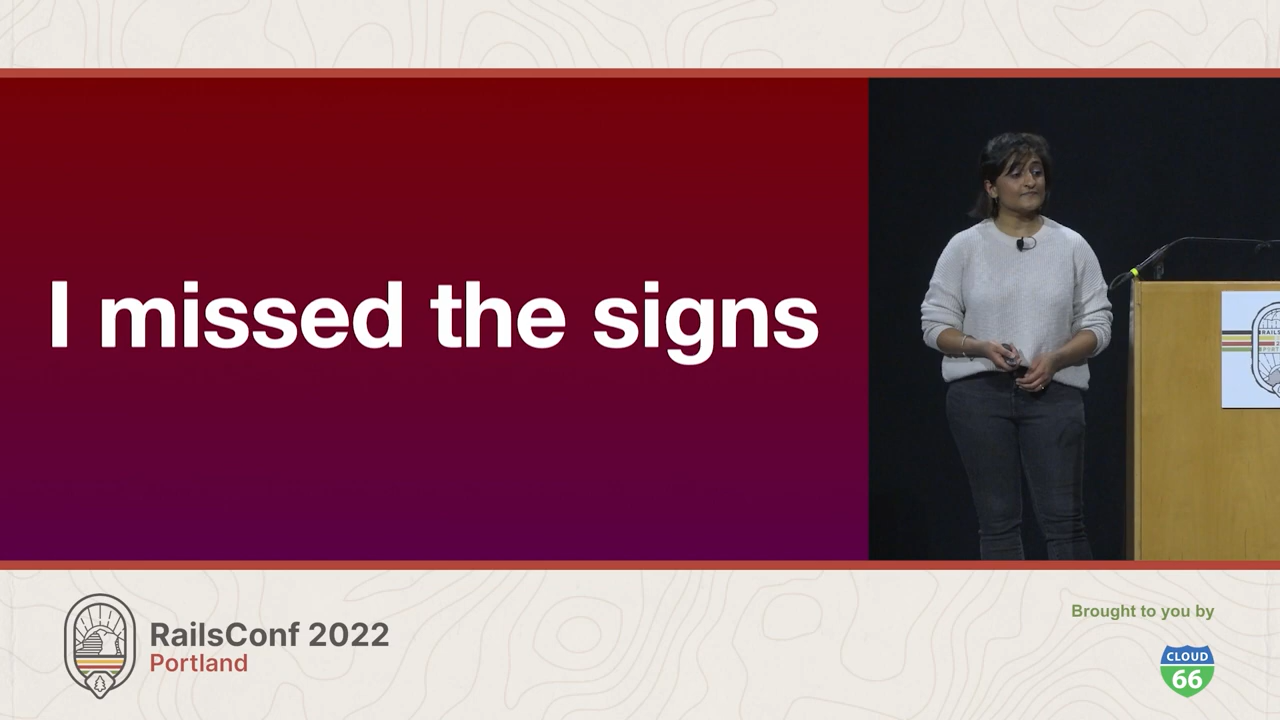 I missed the signs
RailsConf 2022
Portland
Brought to you by
CLOUD
66